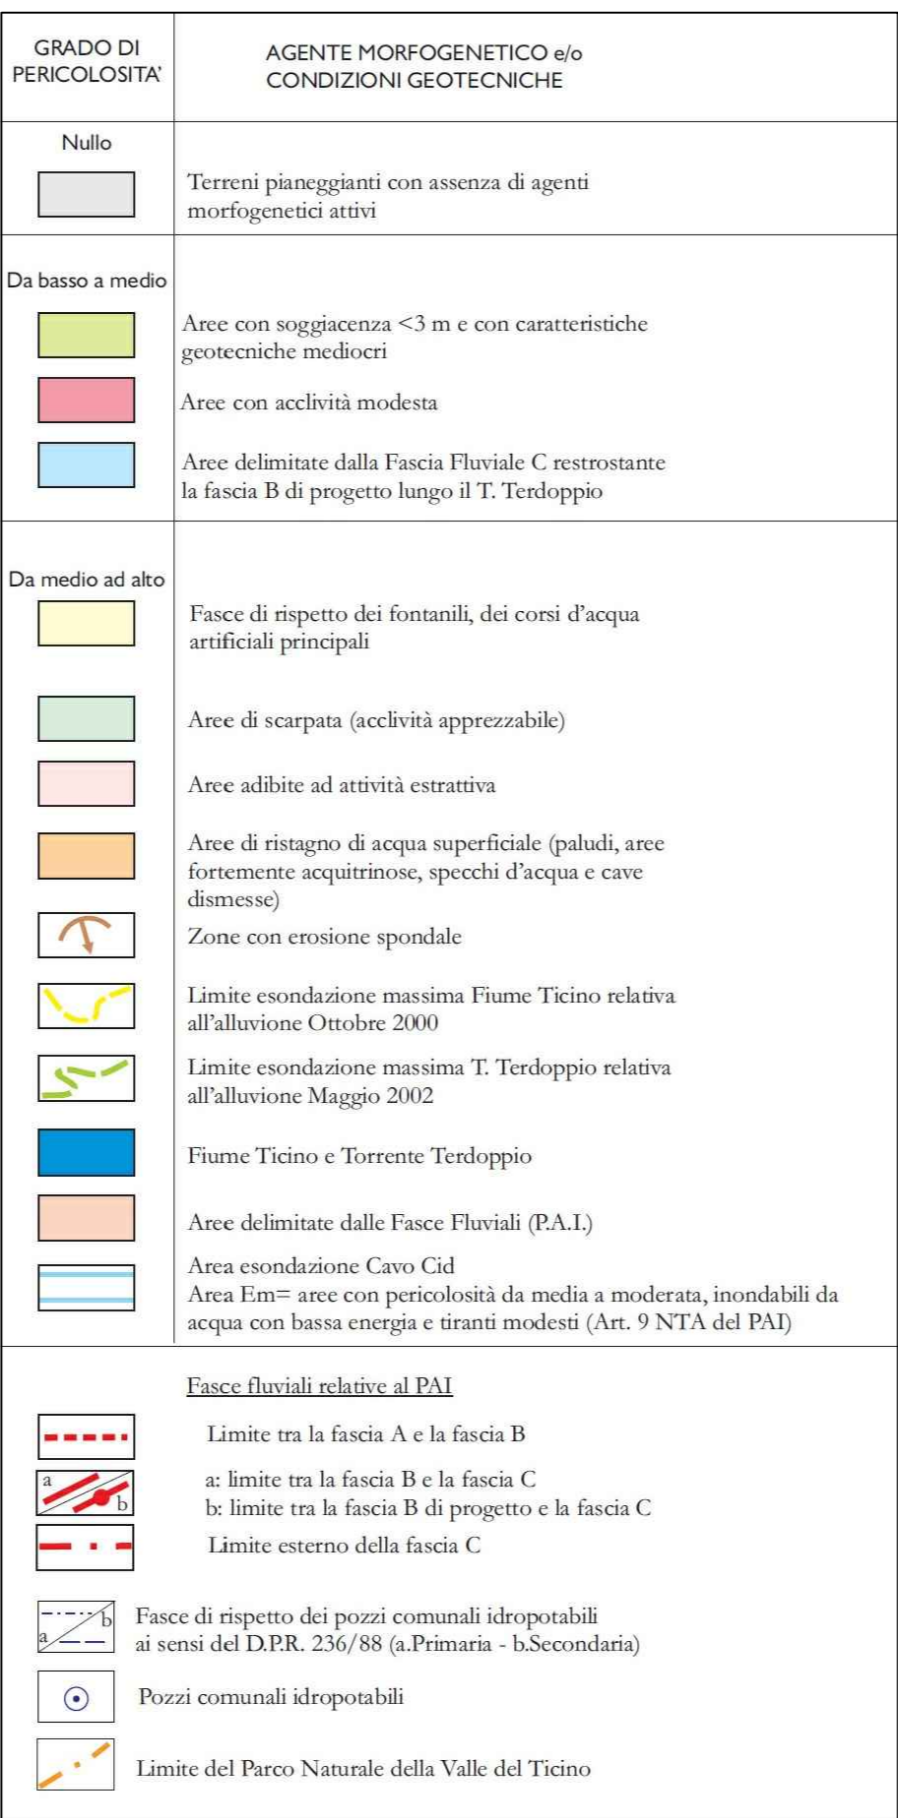 GRADO DI
PERICOLOSITA'
AGENTE MORFOGENETICO e/o
CONDIZIONI GEOTECNICHE
Nullo
Terreni pianeggianti con assenza di agenti
morfogenetici attivi
Da basso a medio
Aree con soggiacenza <3 m e con caratteristiche
geotecniche mediocri
Aree con acclività modesta
Aree delimitate dalla Fascia Fluviale C restrostante
la fascia B di progetto lungo il T. Terdoppio
Da medio ad alto
Fasce di rispetto dei fontanili, dei corsi d'acqua
artificiali principali
Aree di scarpata (acclività apprezzabile)
Aree adibite ad attività estrattiva
Aree di ristagno di acqua superficiale (paludi, aree
fortemente acquitrinose, specchi d'acqua e cave
dismesse)
Zone con erosione spondale
Limite esondazione massima Fiume Ticino relativa
all'alluvione Ottobre 2000
Limite esondazione massima T. Terdoppio relativa
all'alluvione Maggio 2002
Fiume Ticino e Torrente Terdoppio
Aree delimitate dalle Fasce Fluviali (P.A.I.)
Area esondazione Cavo Cid
Area Em= aree con pericolosità da media a moderata, inondabili da
acqua con bassa energia e tiranti modesti (Art. 9 NTA del PAI)
Fasce fluviali relative al PAI
Limite tra la fascia A e la fascia B
a
b
a: limite tra la fascia B e la fascia C
b: limite tra la fascia B di progetto e la fascia C
Limite esterno della fascia C
b
a
Fasce di rispetto dei pozzi comunali idropotabili
ai sensi del D.P.R. 236/88 (a.Primaria - b.Secondaria)
Pozzi comunali idropotabili
Limite del Parco Naturale della Valle del Ticino